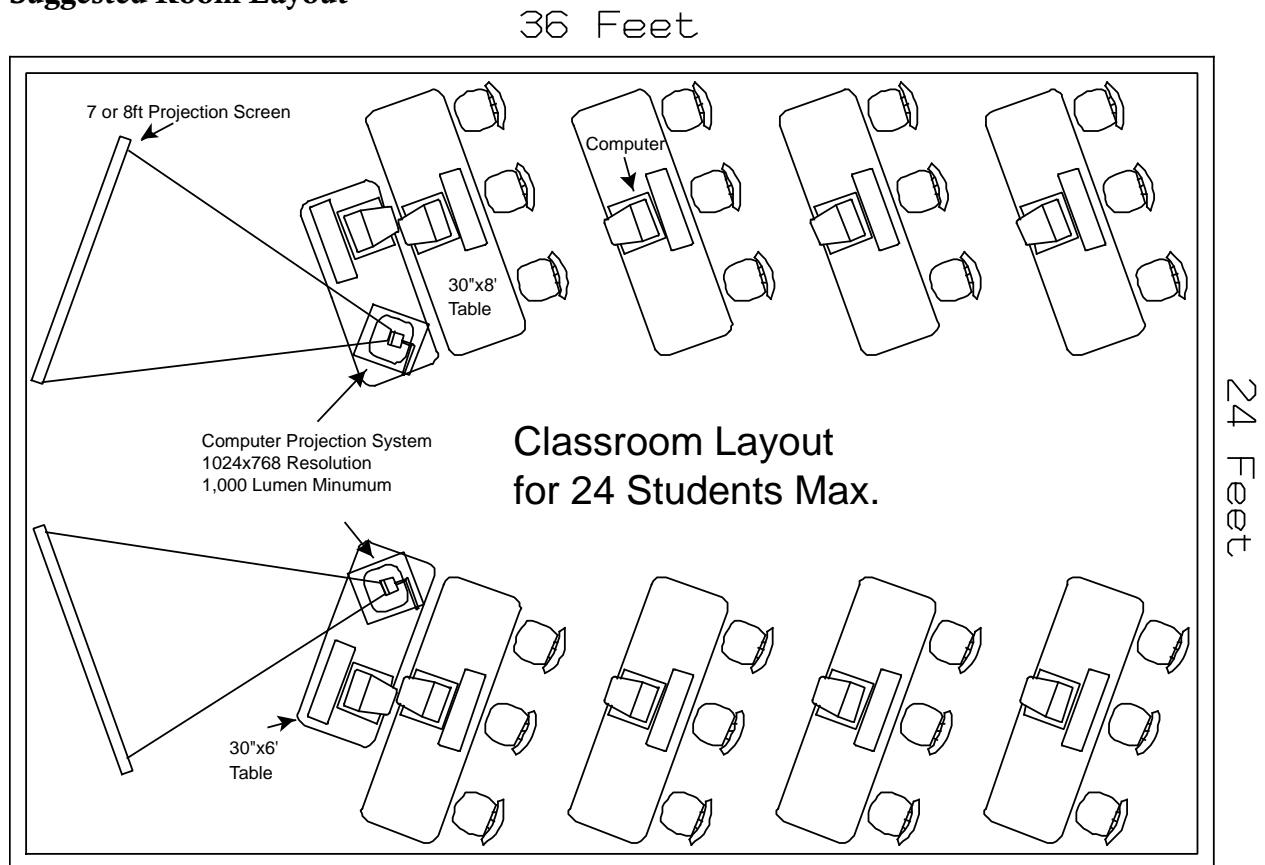 Suggested Room Layout
36 Feet
7 or 8ft Projection Screen
Computer
30"x8'
Table
Computer Projection System
1024x768 Resolution
1,000 Lumen Minumum
Classroom Layout
for 24 Students Max.
24 Feet
30"x6'
Table